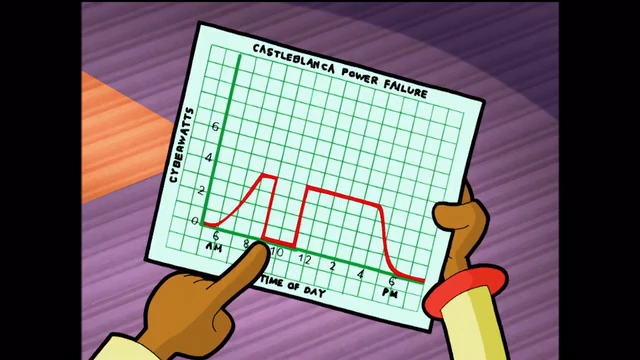 CASTLEBLANCA POWER FAILURE
CYBERWATTS
6
4
2
0
6 8 10 12 2 4 6
AM PM
TIME OF DAY